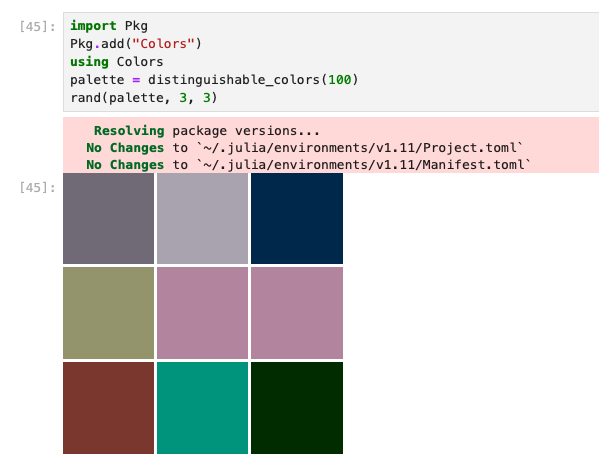 [45]: import Pkg
Pkg.add("Colors")
using Colors
palette = distinguishable_colors(100)
rand(palette, 3, 3)
Resolving package versions...
No Changes to `~/.julia/environments/v1.11/Project.toml`
No Changes to `~/.julia/environments/v1.11/Manifest.toml`
[45]: